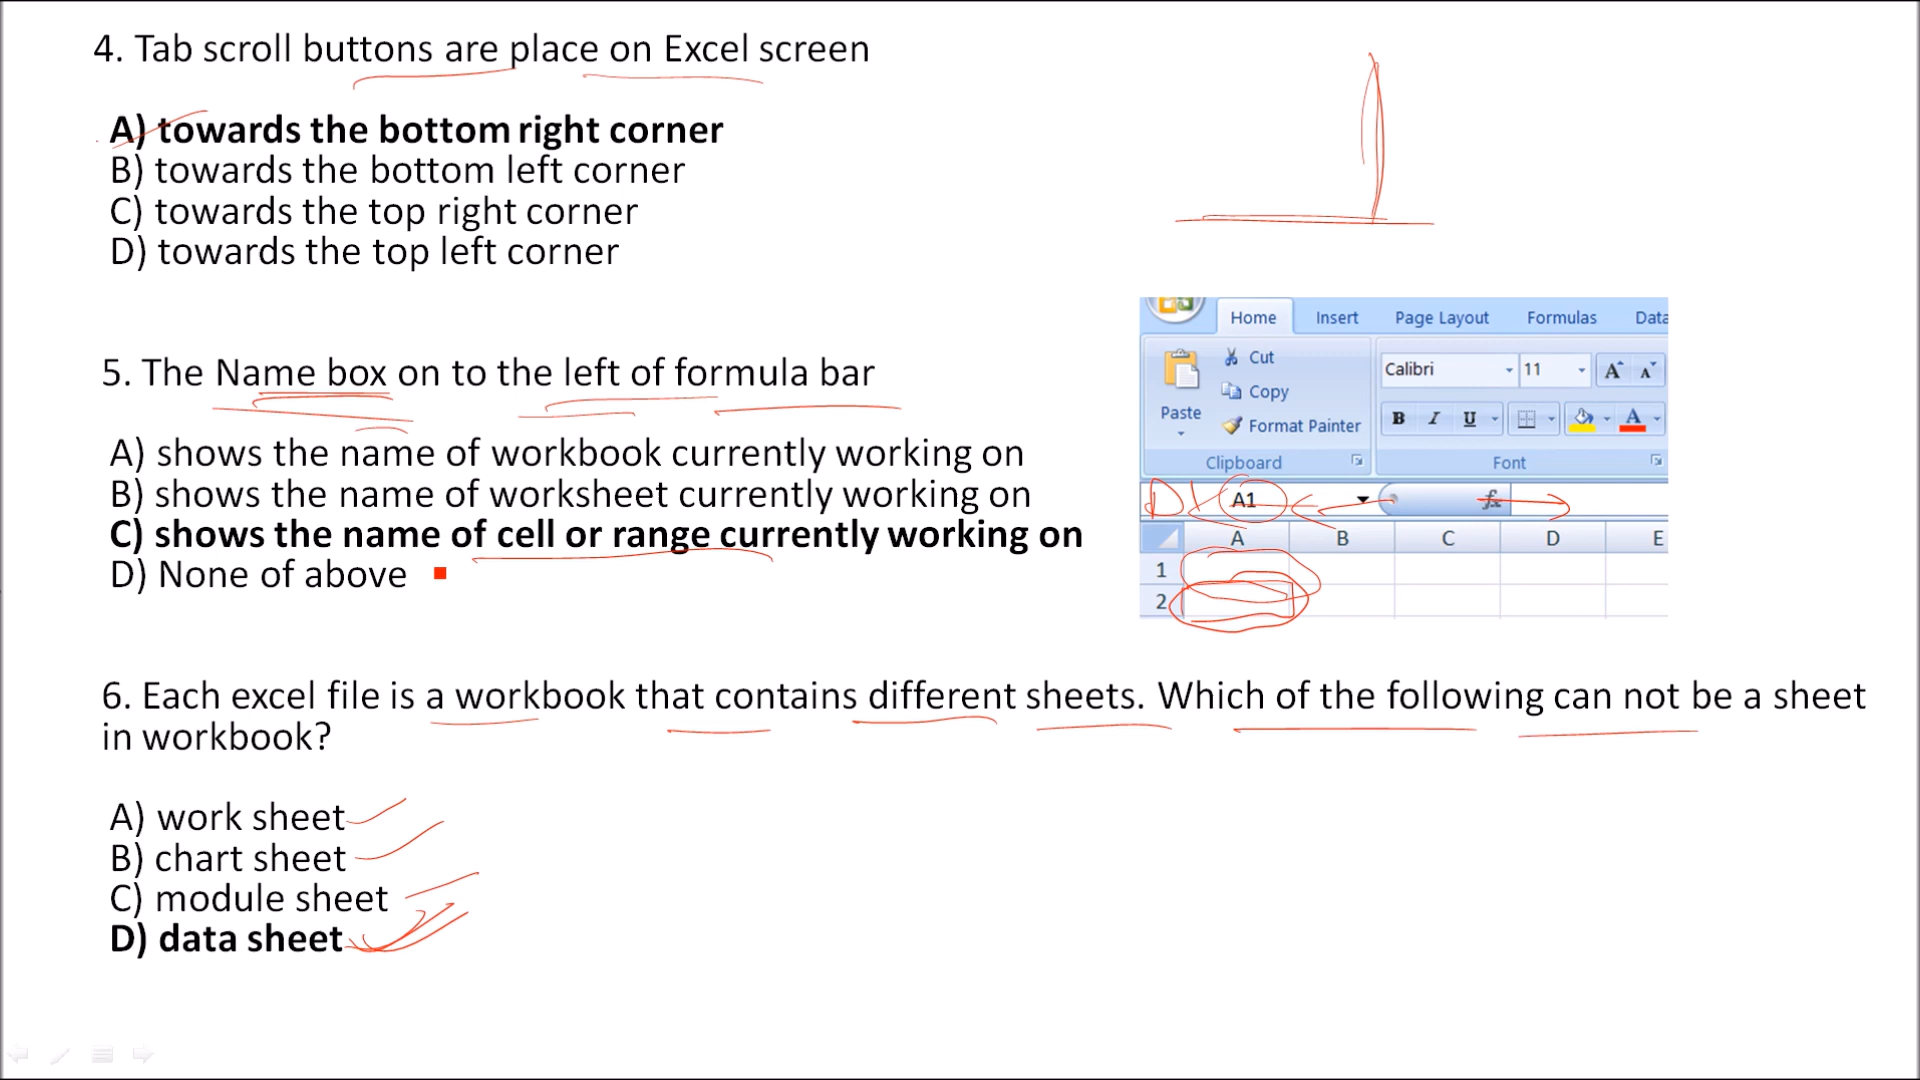 4. Tab scroll buttons are place on Excel screen
A) towards the bottom right corner
B) towards the bottom left corner
C) towards the top right corner
D) towards the top left corner
5. The Name box on to the left of formula bar
A) shows the name of workbook currently working on
B) shows the name of worksheet currently working on
C) shows the name of cell or range currently working on
D) None of above
Home Insert Page Layout Formulas Data
Cut
Copy
Paste
Format Painter
Clipboard
Calibri 11 A A
B I U A
Font
D1 A1 fx
A B C D E
1
2
6. Each excel file is a workbook that contains different sheets. Which of the following can not be a sheet
in workbook?
A) work sheet
B) chart sheet
C) module sheet
D) data sheet